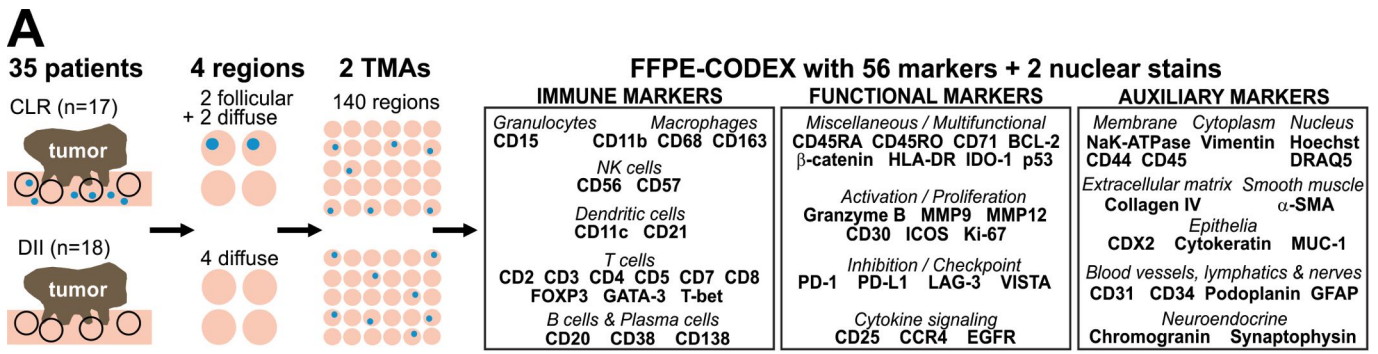 A
35 patients
4 regions
2 TMAs
FFPE-CODEX with 56 markers + 2 nuclear stains
CLR (n=17)
tumor
DII (n=18)
tumor
2 follicular
+ 2 diffuse
4 diffuse
140 regions
IMMUNE MARKERS
Granulocytes Macrophages
CD15 CD11b CD68 CD163
NK cells
CD56 CD57
Dendritic cells
CD11c CD21
T cells
CD2 CD3 CD4 CD5 CD7 CD8
FOXP3 GATA-3 T-bet
B cells & Plasma cells
CD20 CD38 CD138
FUNCTIONAL MARKERS
Miscellaneous / Multifunctional
CD45RA CD45RO CD71 BCL-2
β-catenin HLA-DR IDO-1 p53
Activation / Proliferation
Granzyme B MMP9 MMP12
CD30 ICOS Ki-67
Inhibition / Checkpoint
PD-1 PD-L1 LAG-3 VISTA
Cytokine signaling
CD25 CCR4 EGFR
AUXILIARY MARKERS
Membrane Cytoplasm Nucleus
NaK-ATPase Vimentin Hoechst
CD44 CD45 DRAQ5
Extracellular matrix Smooth muscle
Collagen IV α-SMA
Epithelia
CDX2 Cytokeratin MUC-1
Blood vessels, lymphatics & nerves
CD31 CD34 Podoplanin GFAP
Neuroendocrine
Chromogranin Synaptophysin